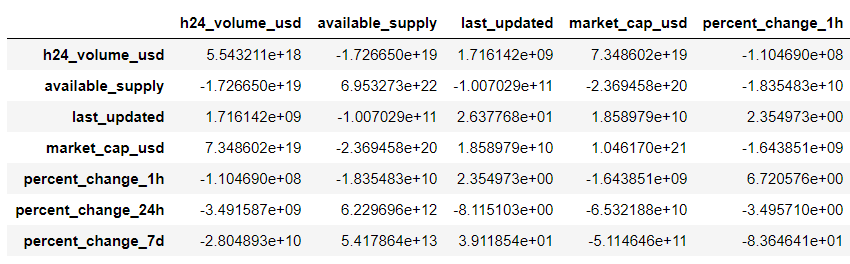 h24_volume_usd available_supply last_updated market_cap_usd percent_change_1h
h24_volume_usd 5.543211e+18 -1.726650e+19 1.716142e+09 7.348602e+19 -1.104690e+08
available_supply -1.726650e+19 6.953273e+22 -1.007029e+11 -2.369458e+20 -1.835483e+10
last_updated 1.716142e+09 -1.007029e+11 2.637768e+01 1.858979e+10 2.354973e+00
market_cap_usd 7.348602e+19 -2.369458e+20 1.858979e+10 1.046170e+21 -1.643851e+09
percent_change_1h -1.104690e+08 -1.835483e+10 2.354973e+00 -1.643851e+09 6.720576e+00
percent_change_24h -3.491587e+09 6.229696e+12 -8.115103e+00 -6.532188e+10 -3.495710e+00
percent_change_7d -2.804893e+10 5.417864e+13 3.911854e+01 -5.114646e+11 -8.364641e+01